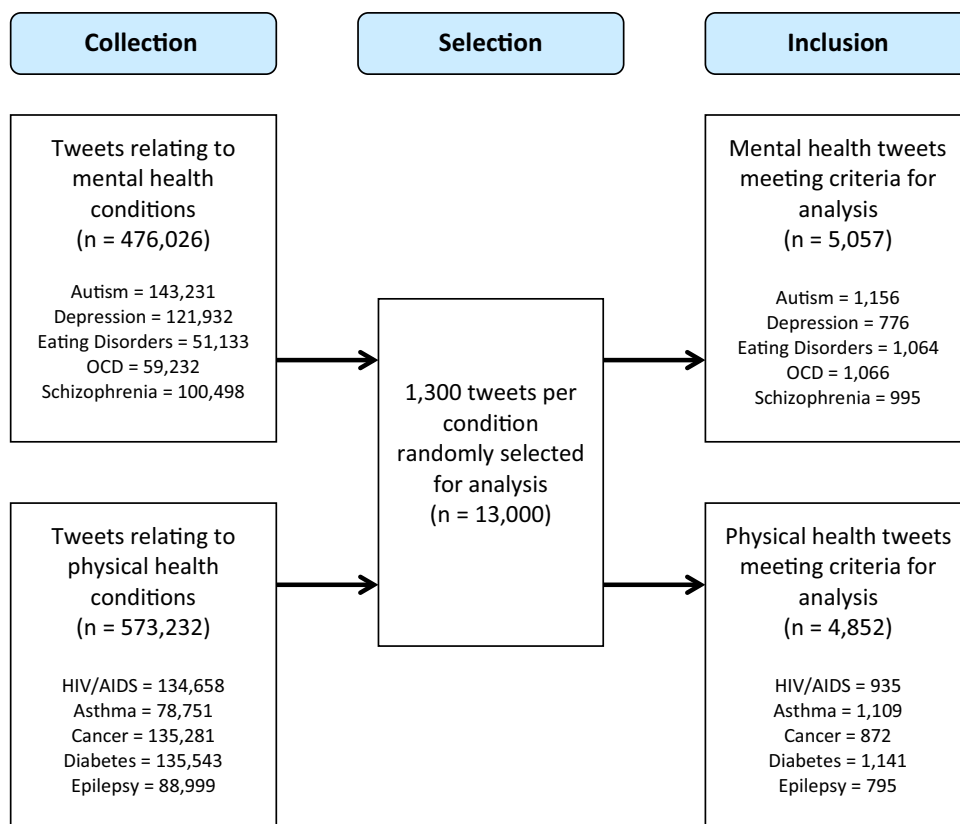 Collection
Selection
Inclusion
Tweets relating to
mental health
conditions
(n = 476,026)
Autism = 143,231
Depression = 121,932
Eating Disorders = 51,133
OCD = 59,232
Schizophrenia = 100,498
Tweets relating to
physical health
conditions
(n = 573,232)
HIV/AIDS = 134,658
Asthma = 78,751
Cancer = 135,281
Diabetes = 135,543
Epilepsy = 88,999
1,300 tweets per
condition
randomly selected
for analysis
(n = 13,000)
Mental health tweets
meeting criteria for
analysis
(n = 5,057)
Autism = 1,156
Depression = 776
Eating Disorders = 1,064
OCD = 1,066
Schizophrenia = 995
Physical health tweets
meeting criteria for
analysis
(n = 4,852)
HIV/AIDS = 935
Asthma = 1,109
Cancer = 872
Diabetes = 1,141
Epilepsy = 795